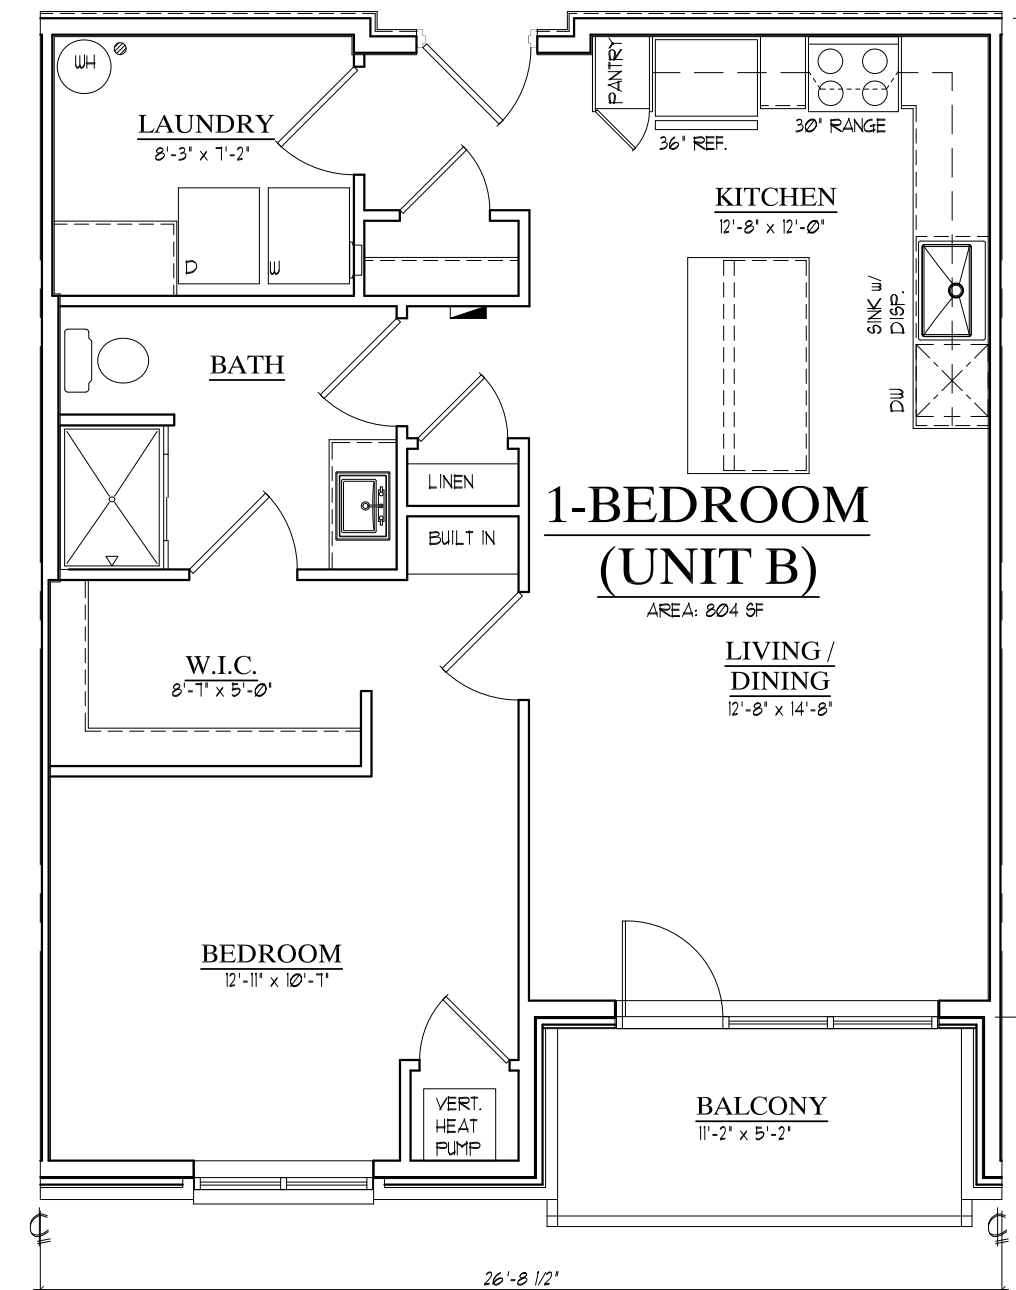 WH
LAUNDRY
8'-3" x 7'-2"
D
W
PANTRY
36" REF.
30" RANGE
KITCHEN
12'-8" x 12'-0"
SINK w/
DISP.
DW
BATH
LINEN
BUILT IN
1-BEDROOM
(UNIT B)
AREA: 804 SF
LIVING /
DINING
12'-8" x 14'-8"
W.I.C.
8'-7" x 5'-0"
BEDROOM
12'-11" x 10'-7"
VERT.
HEAT
PUMP
BALCONY
11'-2" x 5'-2"
℄
℄
26'-8 1/2"